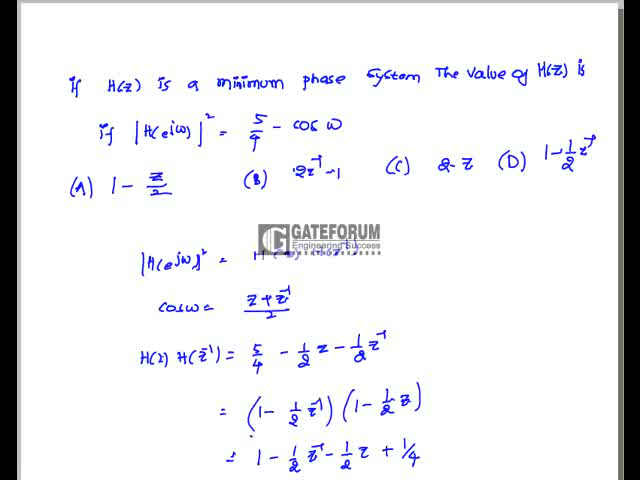 if H(z) is a minimum phase system The value of H(z) is
if |H(e^jω)|² = 5/4 - cos ω
(A) 1 - z/2 (B) 2z⁻¹ - 1 (C) 2-z (D) 1 - 1/2 z⁻¹
GATEFORUM
Engineering Success
|H(e^jω)|² =
cosω = z + z⁻¹/2
H(z) H(z⁻¹) = 5/4 - 1/2 z - 1/2 z⁻¹
= (1 - 1/2 z⁻¹) (1 - 1/2 z)
= 1 - 1/2 z⁻¹ - 1/2 z + 1/4